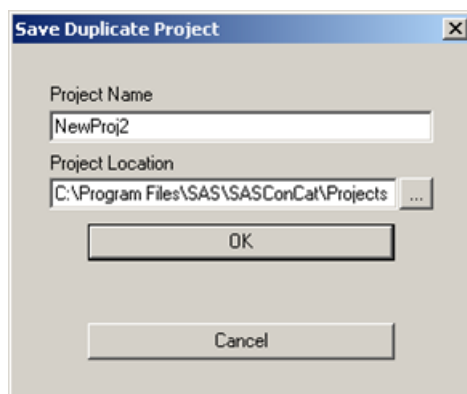 Save Duplicate Project
Project Name
NewProj2
Project Location
C:\Program Files\SAS\SASConCat\Projects
...
OK
Cancel